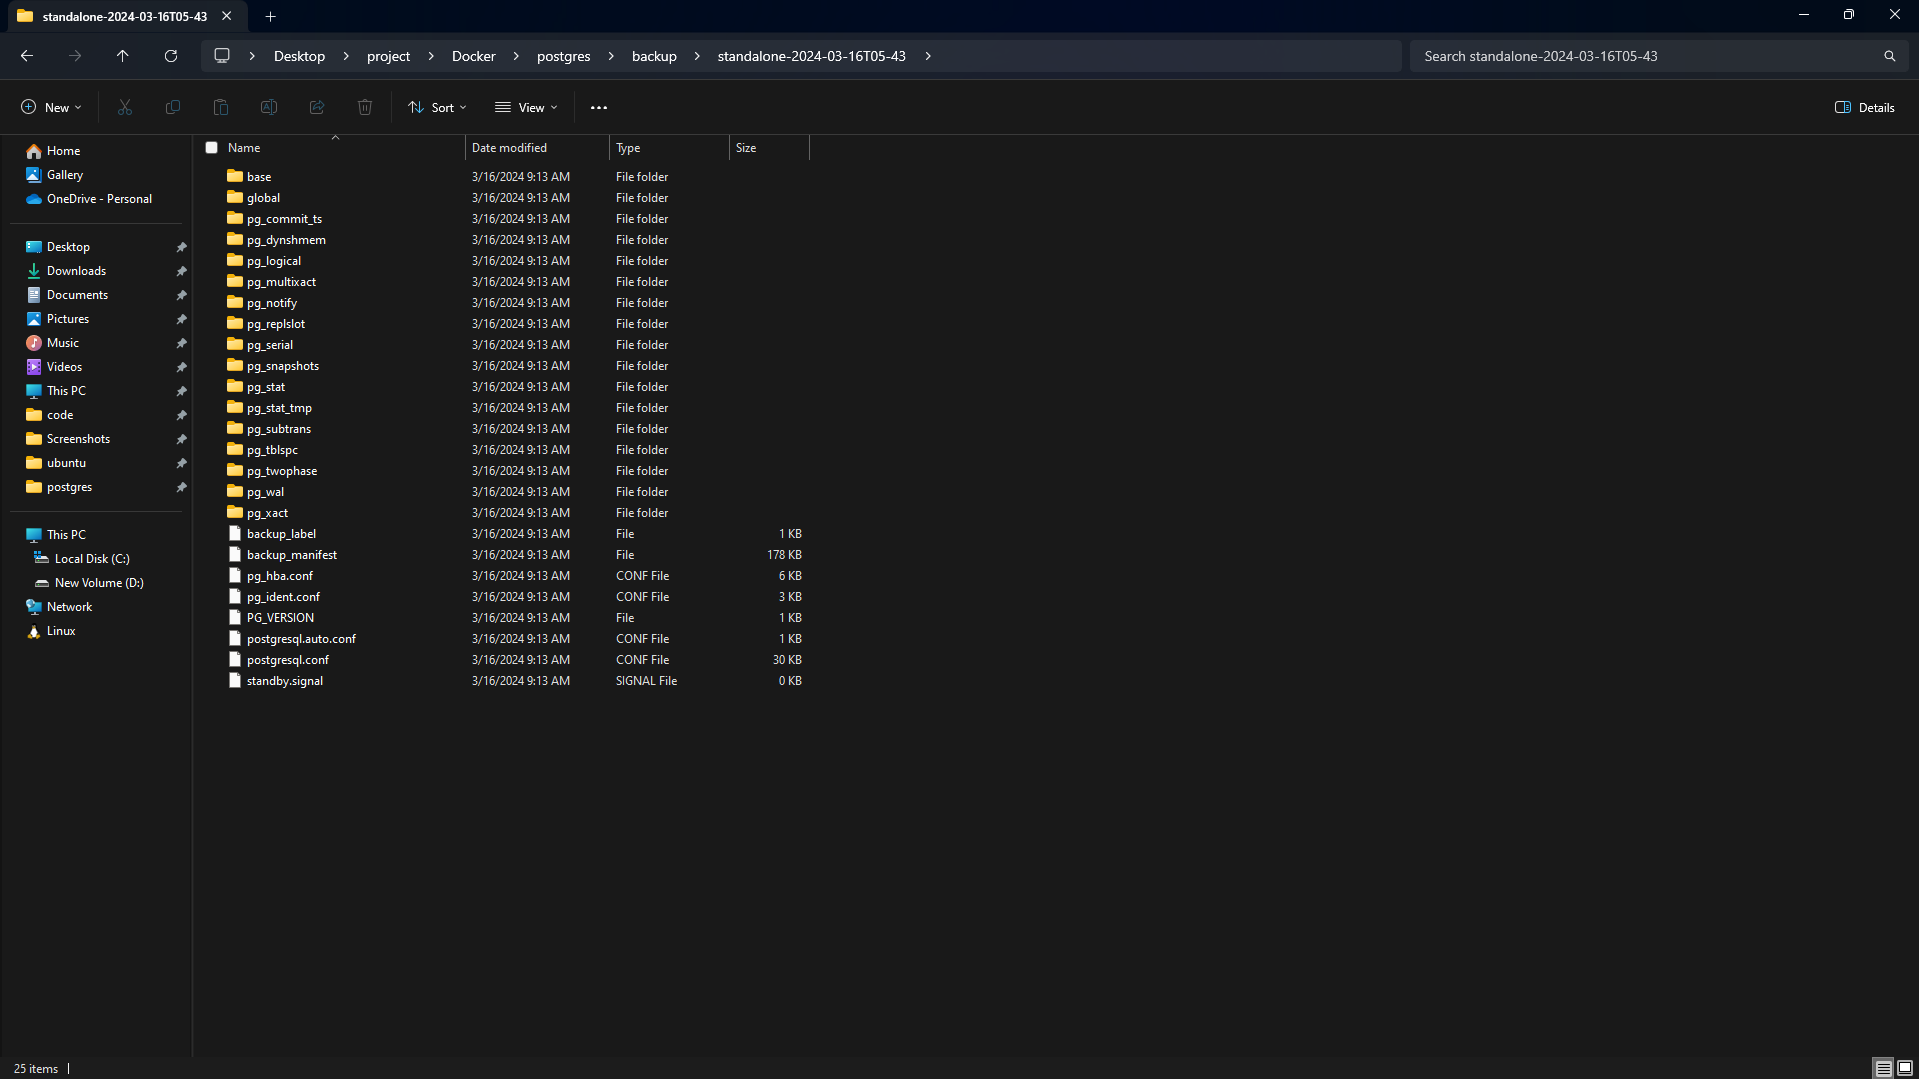 standalone-2024-03-16T05-43
Desktop project Docker postgres backup standalone-2024-03-16T05-43
Search standalone-2024-03-16T05-43
New Sort View Details
Name Date modified Type Size
Home
Gallery
OneDrive - Personal
Desktop
Downloads
Documents
Pictures
Music
Videos
This PC
code
Screenshots
ubuntu
postgres
This PC
Local Disk (C:)
New Volume (D:)
Network
Linux
base 3/16/2024 9:13 AM File folder
global 3/16/2024 9:13 AM File folder
pg_commit_ts 3/16/2024 9:13 AM File folder
pg_dynshmem 3/16/2024 9:13 AM File folder
pg_logical 3/16/2024 9:13 AM File folder
pg_multixact 3/16/2024 9:13 AM File folder
pg_notify 3/16/2024 9:13 AM File folder
pg_replslot 3/16/2024 9:13 AM File folder
pg_serial 3/16/2024 9:13 AM File folder
pg_snapshots 3/16/2024 9:13 AM File folder
pg_stat 3/16/2024 9:13 AM File folder
pg_stat_tmp 3/16/2024 9:13 AM File folder
pg_subtrans 3/16/2024 9:13 AM File folder
pg_tblspc 3/16/2024 9:13 AM File folder
pg_twophase 3/16/2024 9:13 AM File folder
pg_wal 3/16/2024 9:13 AM File folder
pg_xact 3/16/2024 9:13 AM File folder
backup_label 3/16/2024 9:13 AM File 1 KB
backup_manifest 3/16/2024 9:13 AM File 178 KB
pg_hba.conf 3/16/2024 9:13 AM CONF File 6 KB
pg_ident.conf 3/16/2024 9:13 AM CONF File 3 KB
PG_VERSION 3/16/2024 9:13 AM File 1 KB
postgresql.auto.conf 3/16/2024 9:13 AM CONF File 1 KB
postgresql.conf 3/16/2024 9:13 AM CONF File 30 KB
standby.signal 3/16/2024 9:13 AM SIGNAL File 0 KB
25 items